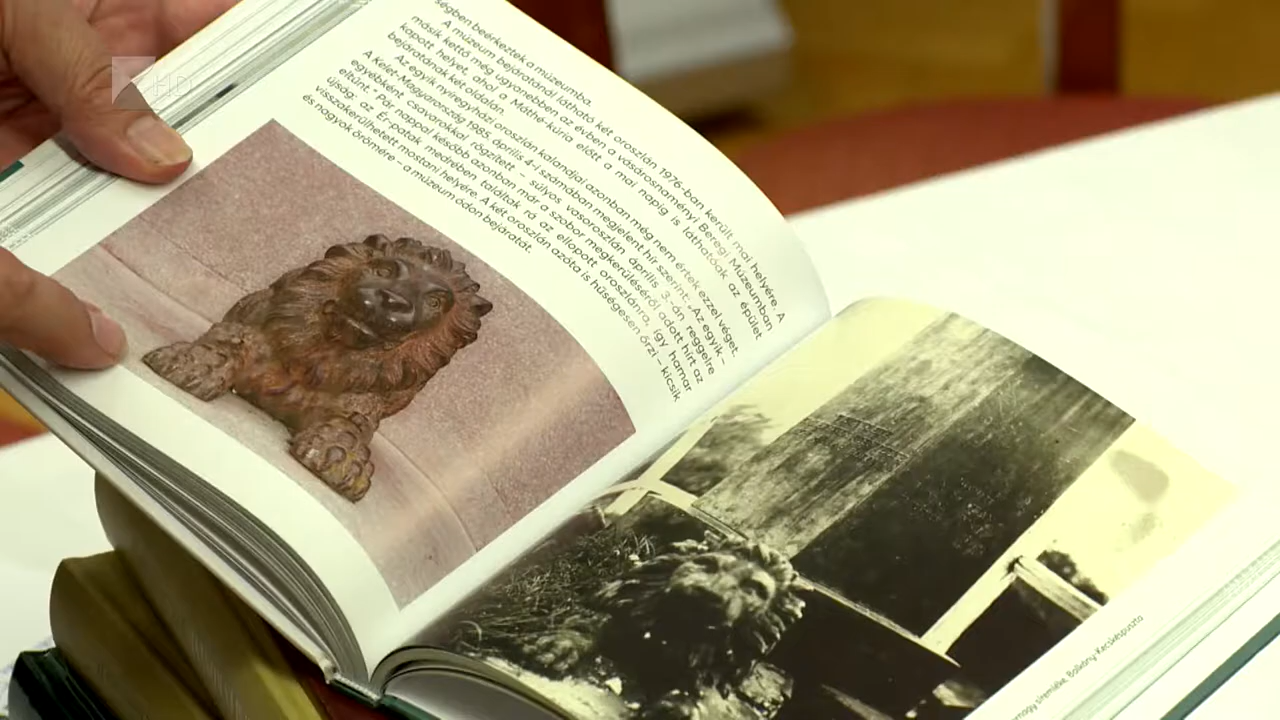 ségben beérkeztek a múzeumba.
A múzeum bejáratánál látható két oroszlán 1976-ban került mai helyére. A
másik kettő még ugyanebben az évben a vásárosnaményi Beregi Múzeumban
kapott helyet, ahol a Máthé-kúria előtt a mai napig is láthatóak az épület
bejáratának két oldalán.
Az egyik nyíregyházi oroszlán kalandjai azonban még nem értek ezzel véget.
A Kelet-Magyarország 1985. április 4-i számában megjelent hír szerint: „Az egyik –
egyébként csavarokkal rögzített – súlyos vasoroszlán április 3.-án reggelre
eltűnt." Pár nappal később azonban már a szobor megkerüléséről adott hírt az
újság, az Ér-patak medrében találtak rá az ellopott oroszlánra, így hamar
visszakerülhetett mostani helyére. A két oroszlán azóta is hűségesen őrzi – kicsik
és nagyok örömére – a múzeum ódon bejáratát.
síremléke, Balkány-Kecskéspuszta
HD